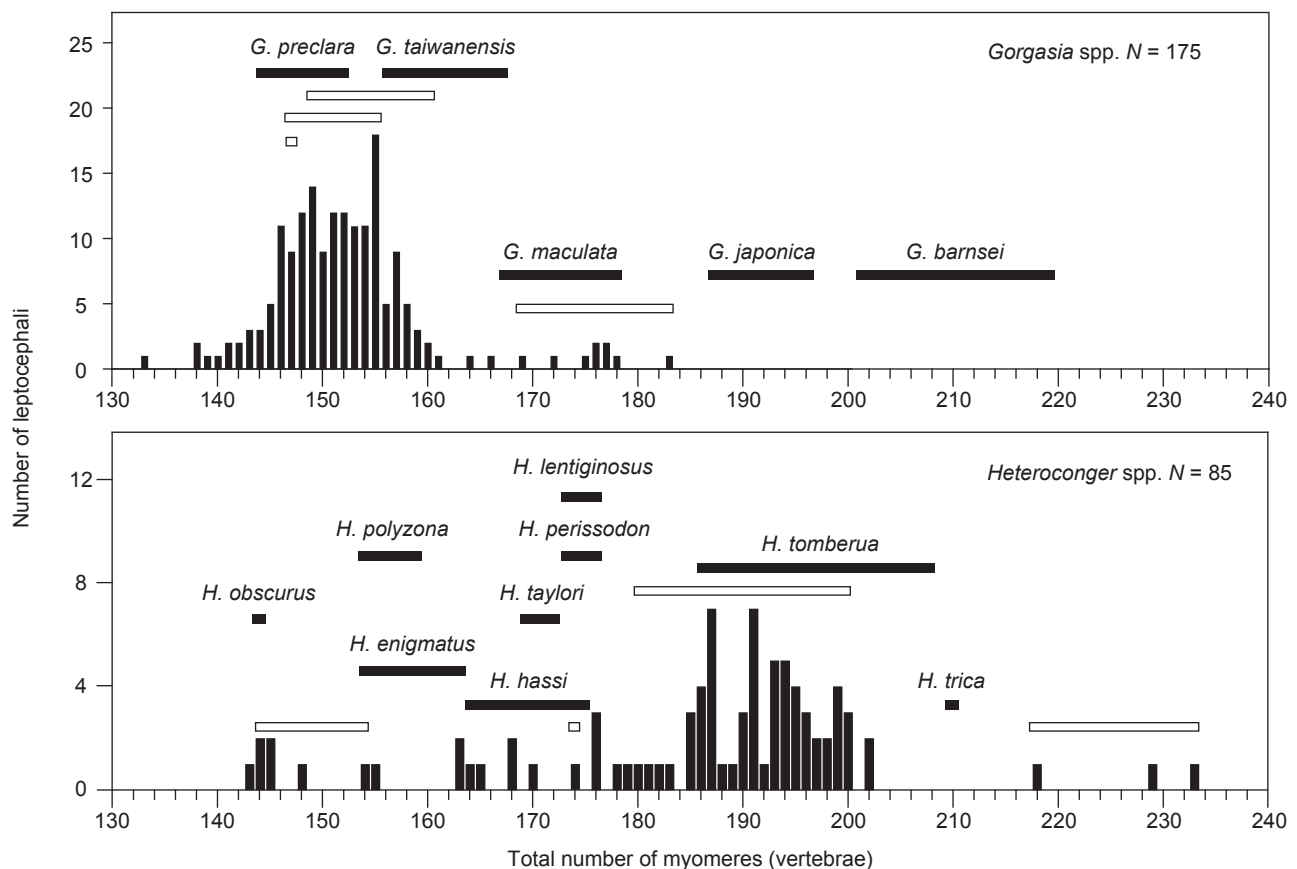 25
G. preclara G. taiwanensis
Gorgasia spp. N = 175
20
15
10
G. maculata G. japonica G. barnsei
5
0
130 140 150 160 170 180 190 200 210 220 230 240
Number of leptocephali
H. lentiginosus
12
Heteroconger spp. N = 85
H. polyzona H. perissodon
H. tomberua
8
H. obscurus H. taylori
H. enigmatus
4
H. hassi H. trica
0
130 140 150 160 170 180 190 200 210 220 230 240
Total number of myomeres (vertebrae)